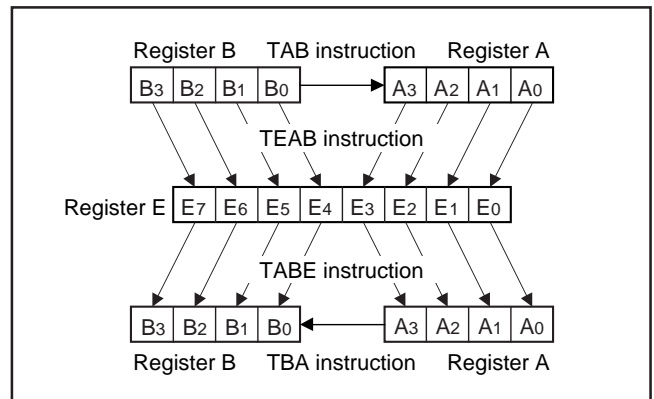 Register B TAB instruction Register A
B3 B2 B1 B0 A3 A2 A1 A0
TEAB instruction
Register E E7 E6 E5 E4 E3 E2 E1 E0
TABE instruction
B3 B2 B1 B0 A3 A2 A1 A0
Register B TBA instruction Register A